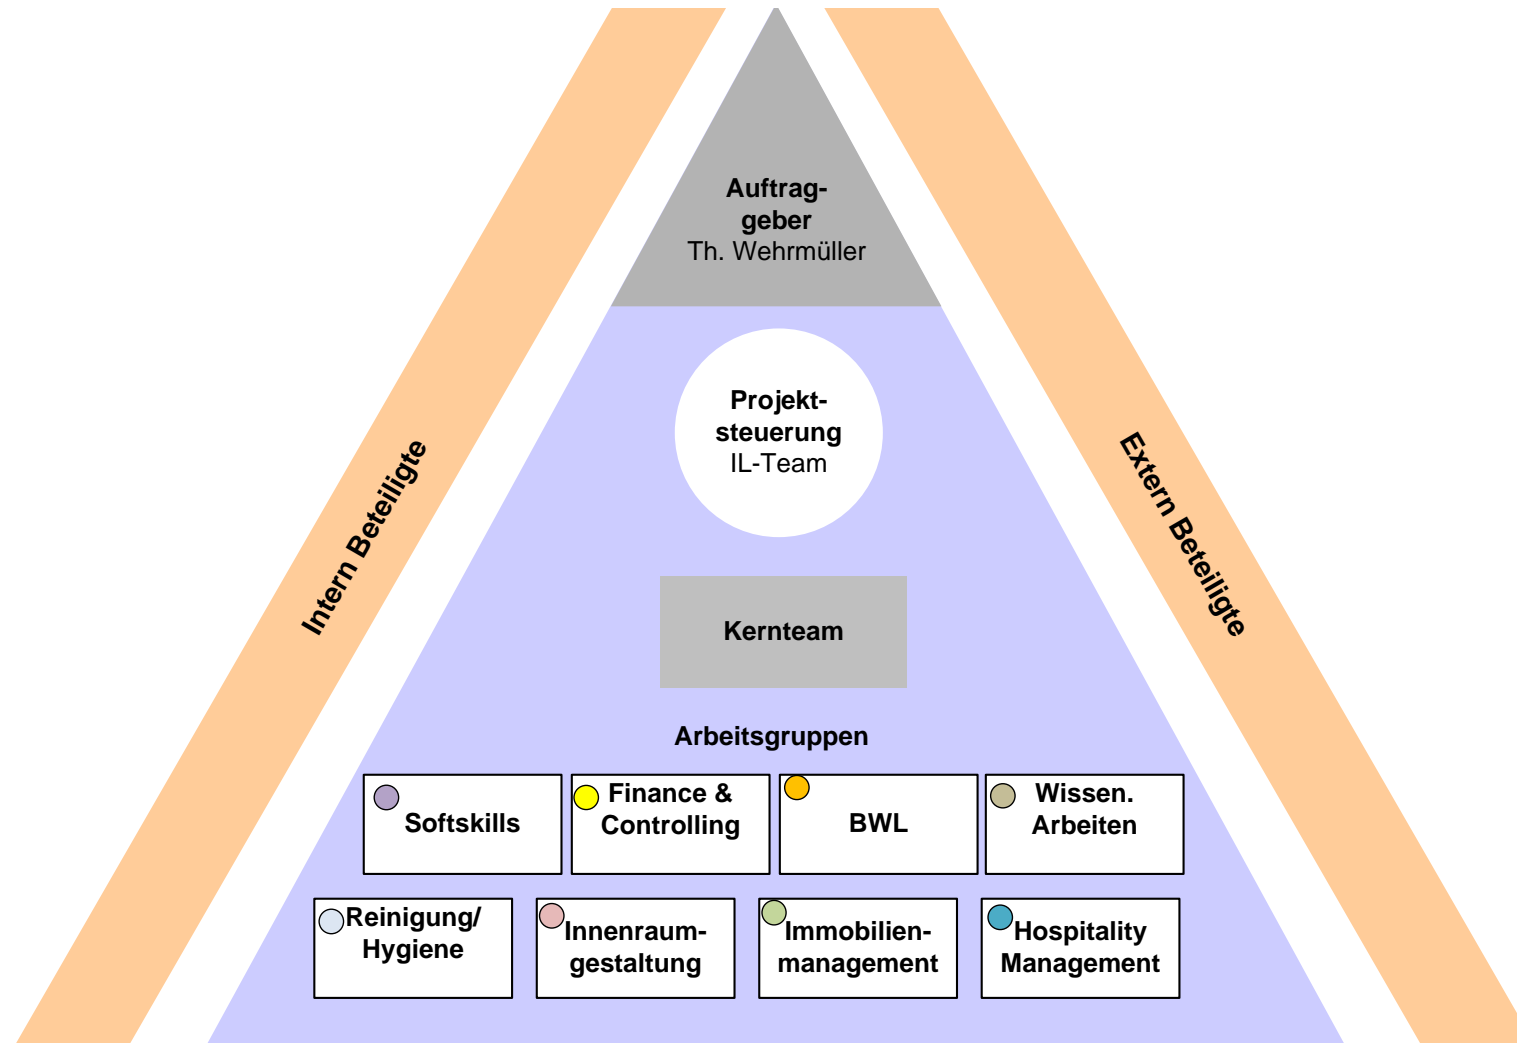 Auftrag-
geber
Th. Wehrmüller
Projekt-
steuerung
IL-Team
Intern Beteiligte
Extern Beteiligte
Kernteam
Arbeitsgruppen
Softskills
Finance &
Controlling
BWL
Wissen.
Arbeiten
Reinigung/
Hygiene
Innenraum-
gestaltung
Immobilien-
management
Hospitality
Management